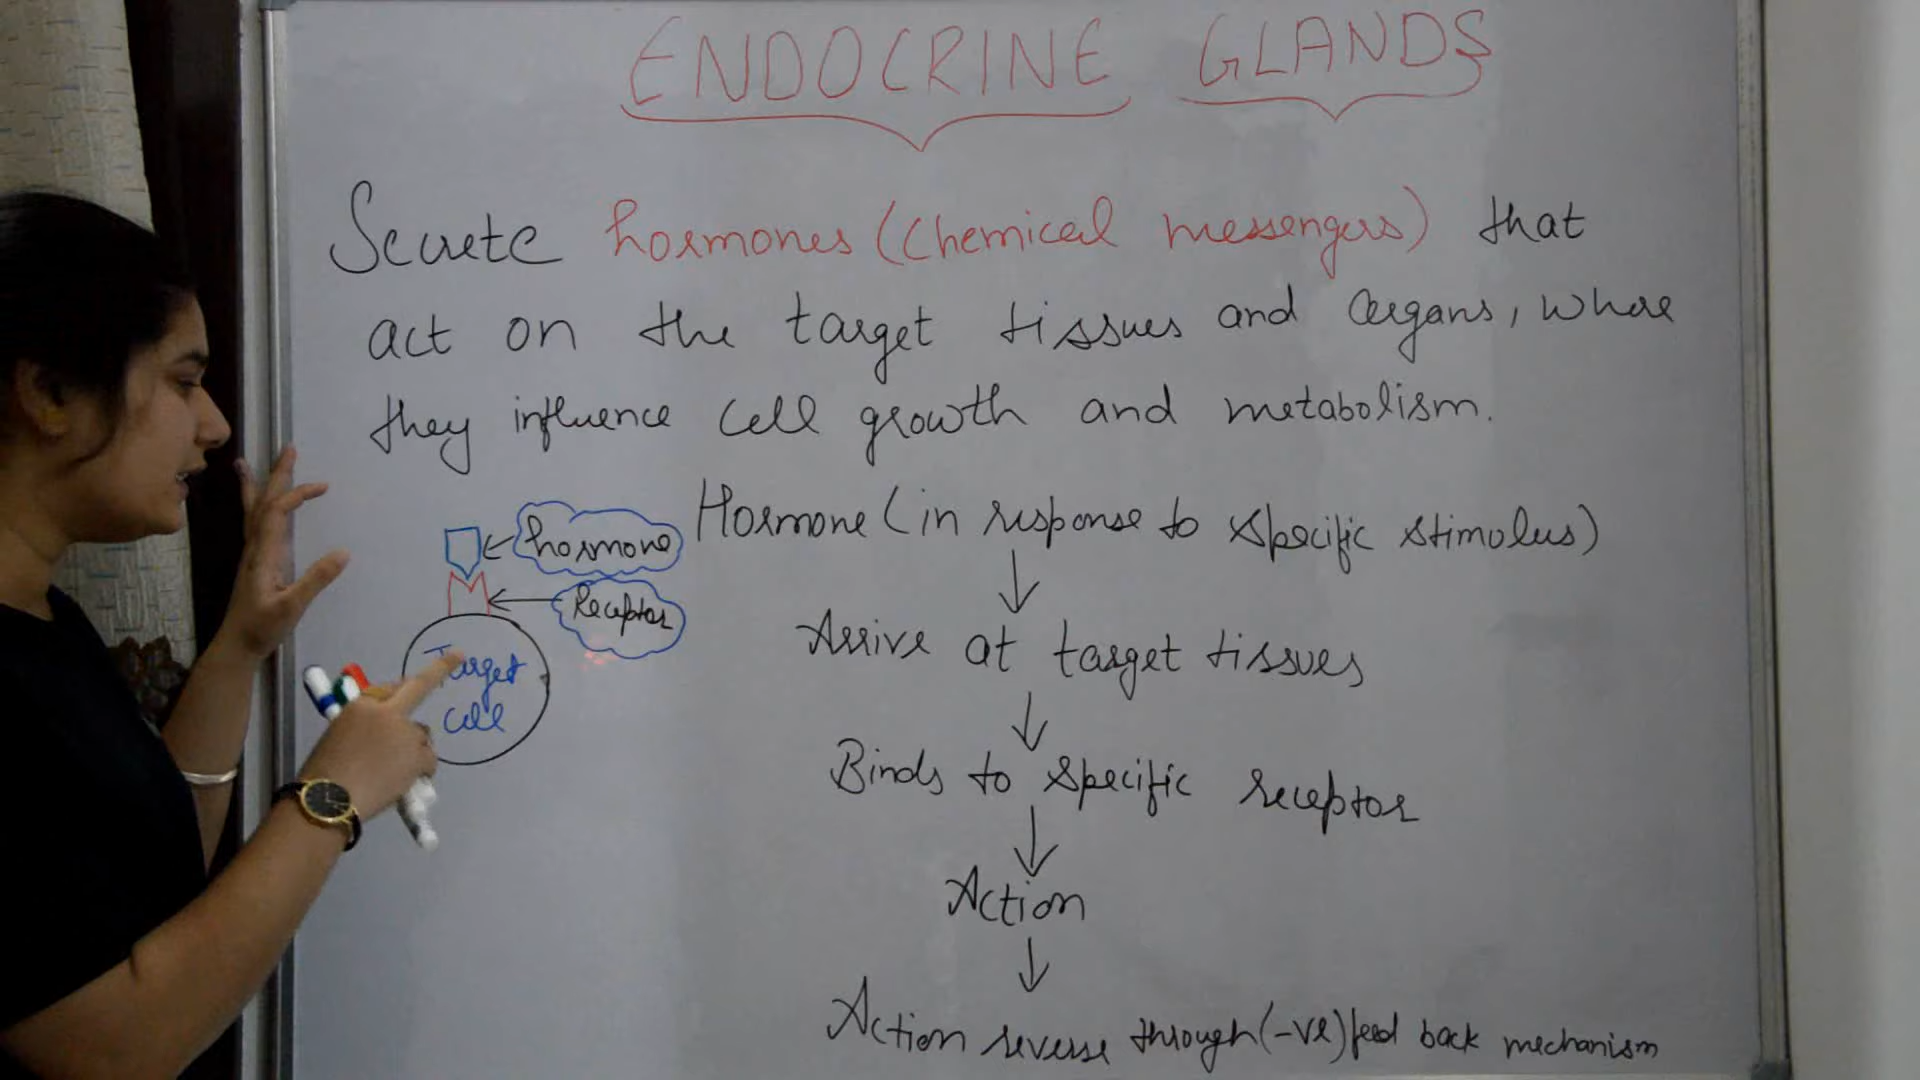 ENDOCRINE GLANDS
Secrete hormones (chemical messengers) that
act on the target tissues and organs, where
they influence cell growth and metabolism.
hormone
Receptor
Target
cell
Hormone (in response to specific stimulus)
↓
Arrive at target tissues
↓
Binds to specific receptor
↓
Action
↓
Action reverse through (-ve) feed back mechanism